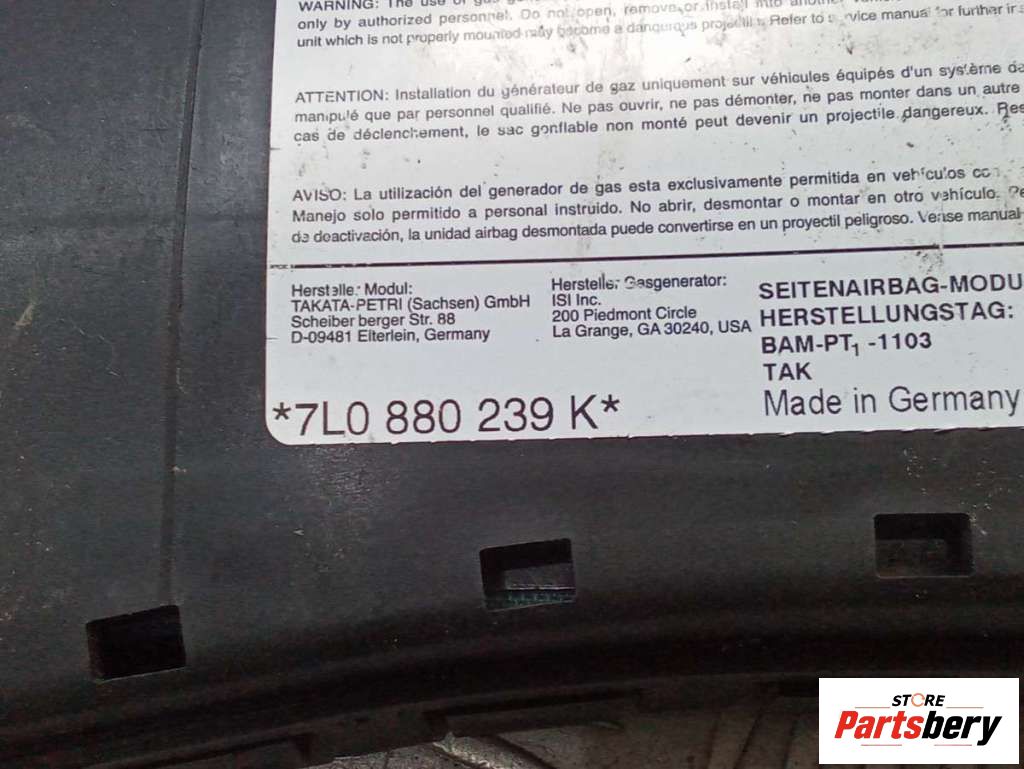 WARNING: The use of gas
only by authorized personnel. Do not open, remove or install into another
unit which is not properly mounted may become a dangerous projectile. Refer to service manual for further
ATTENTION: Installation du générateur de gaz uniquement sur véhicules équipés d'un système
manipulé que par personnel qualifié. Ne pas ouvrir, ne pas démonter, ne pas monter dans un autre
cas de déclenchement, le sac gonflable non monté peut devenir un projectile dangereux.
AVISO: La utilización del generador de gas esta exclusivamente permitida en vehículos
Manejo solo permitido a personal instruido. No abrir, desmontar o montar en otro vehículo.
de deactivación, la unidad airbag desmontada puede convertirse en un proyectil peligroso. Vense manual
Hersteller Modul:
TAKATA-PETRI (Sachsen) GmbH
Scheiber berger Str. 88
D-09481 Elterlein, Germany
Hersteller Gasgenerator:
ISI Inc.
200 Piedmont Circle
La Grange, GA 30240, USA
SEITENAIRBAG-MODU
HERSTELLUNGSTAG:
BAM-PT₁ -1103
TAK
Made in Germany
*7L0 880 239 K*
STORE
Partsbery